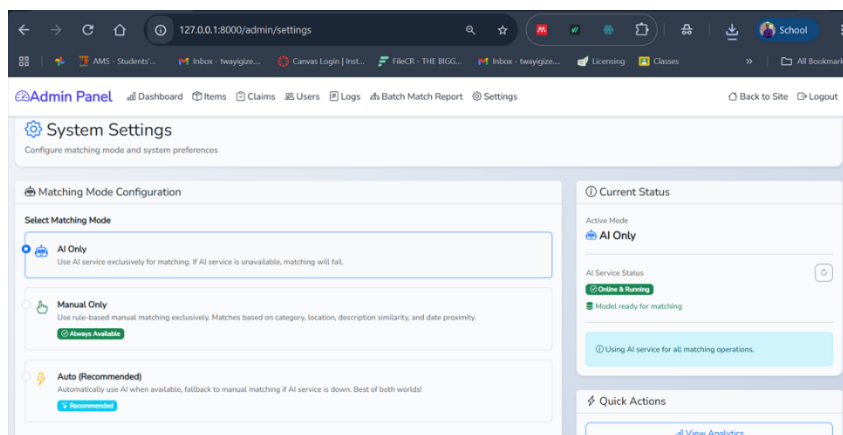 127.0.0.1:8000/admin/settings
School
AMS - Students'...
Inbox - twayigize...
Canvas Login | Inst...
FileCR - THE BIGG...
Inbox - twayigize...
Licensing
Classes
»
All Bookmark
Admin Panel
Dashboard
Items
Claims
Users
Logs
Batch Match Report
Settings
Back to Site
Logout
System Settings
Configure matching mode and system preferences
Matching Mode Configuration
Select Matching Mode
AI Only
Use AI service exclusively for matching. If AI service is unavailable, matching will fail.
Manual Only
Use rule-based manual matching exclusively. Matches based on category, location, description similarity, and date proximity.
Always Available
Auto (Recommended)
Automatically use AI when available, fallback to manual matching if AI service is down. Best of both worlds!
Recommended
Current Status
Active Mode
AI Only
AI Service Status
Online & Running
Model ready for matching
Using AI service for all matching operations.
Quick Actions
View Analytics